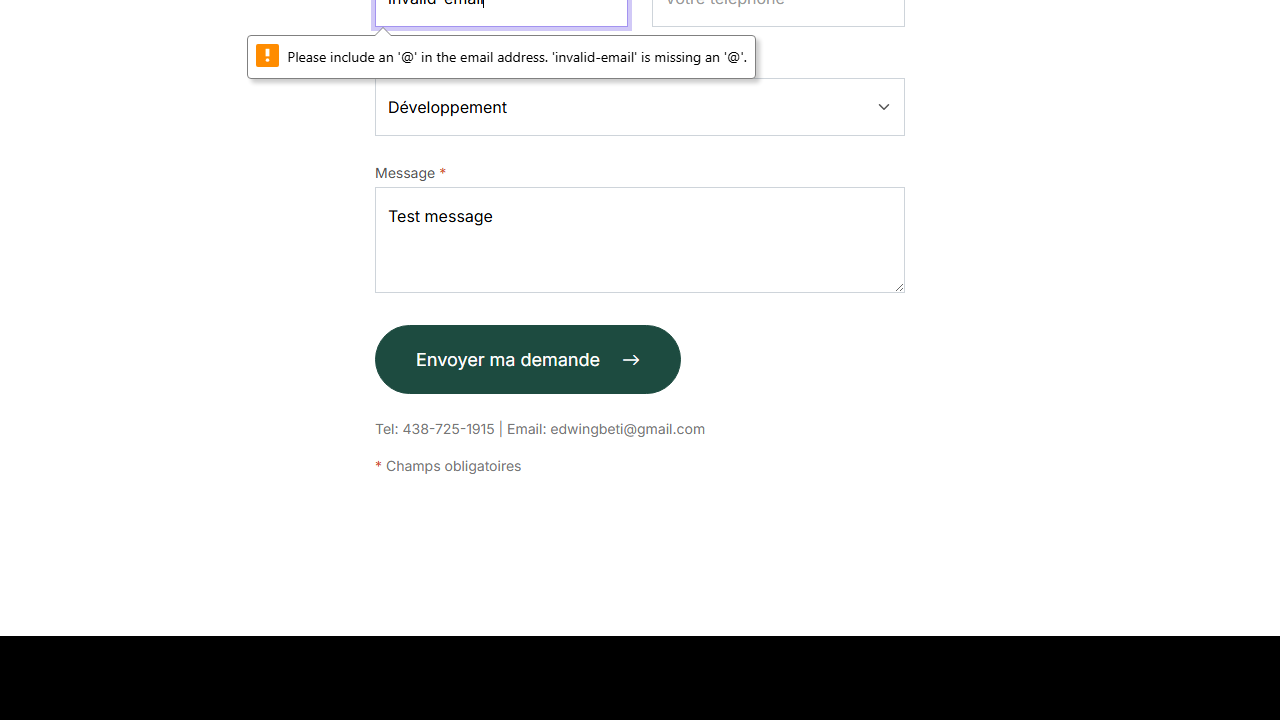 invalid-email
Votre téléphone
Please include an '@' in the email address. 'invalid-email' is missing an '@'.
Développement
Message *
Test message
Envoyer ma demande →
Tel: 438-725-1915 | Email: edwingbeti@gmail.com
* Champs obligatoires